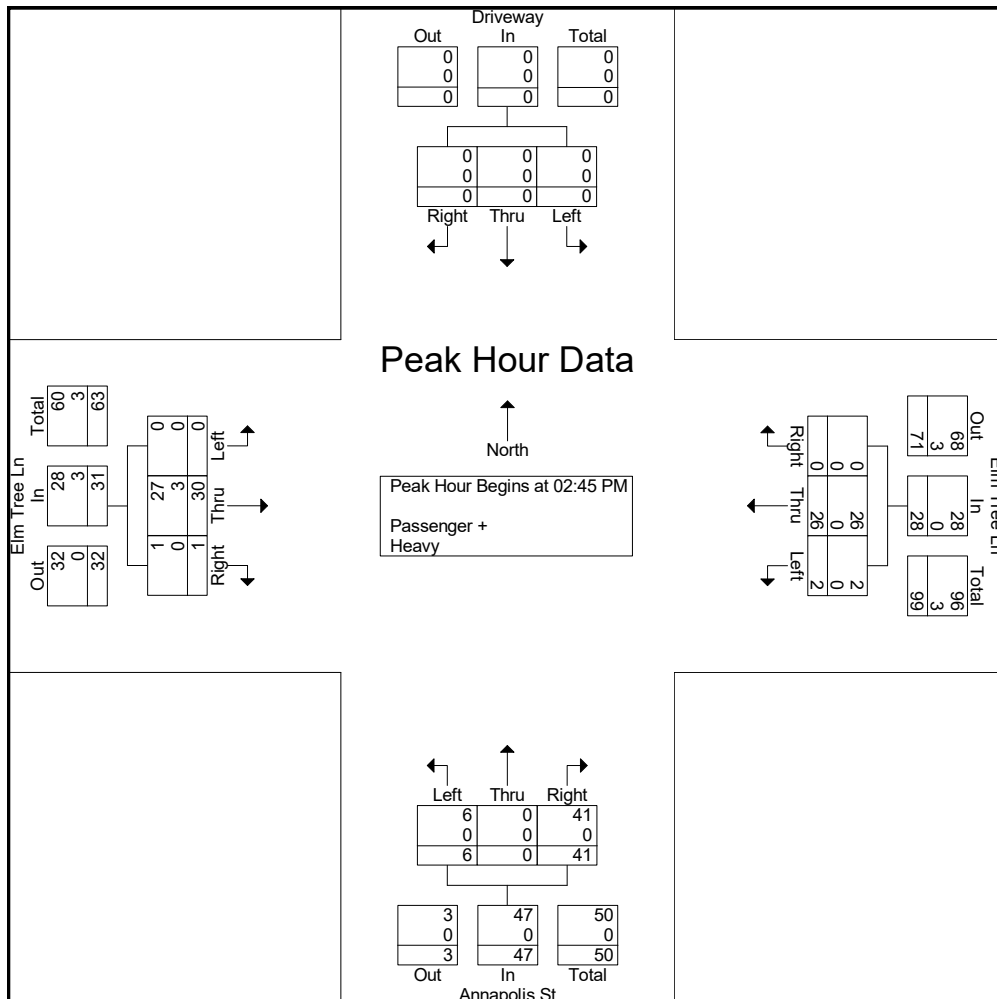 Driveway
Out In Total
0 0 0
0 0 0
0 0 0
0 0 0
0 0 0
0 0 0
Right Thru Left
Peak Hour Data
North
Peak Hour Begins at 02:45 PM
Passenger +
Heavy
Elm Tree Ln
Out In Total
32 28 60
0 3 3
32 31 63
Right Thru Left
1 27 0
0 3 0
1 30 0
Elm Tree Ln
Out In Total
68 28 96
3 0 3
71 28 99
Right Thru Left
0 26 2
0 0 0
0 26 2
Left Thru Right
6 0 41
0 0 0
6 0 41
3 47 50
0 0 0
3 47 50
Out In Total
Annapolis St